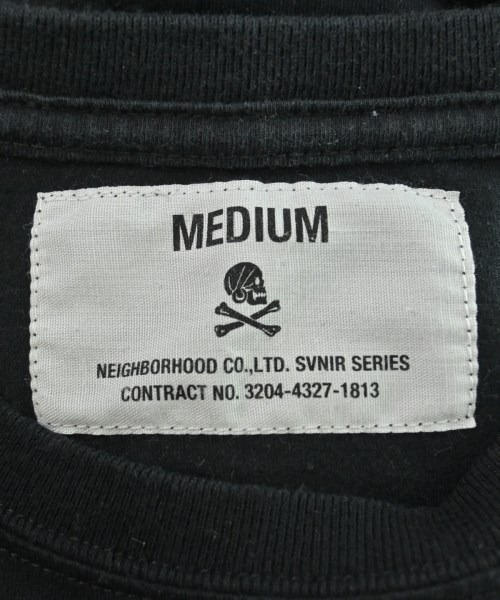 MEDIUM
NEIGHBORHOOD CO.,LTD. SVNIR SERIES
CONTRACT NO. 3204-4327-1813